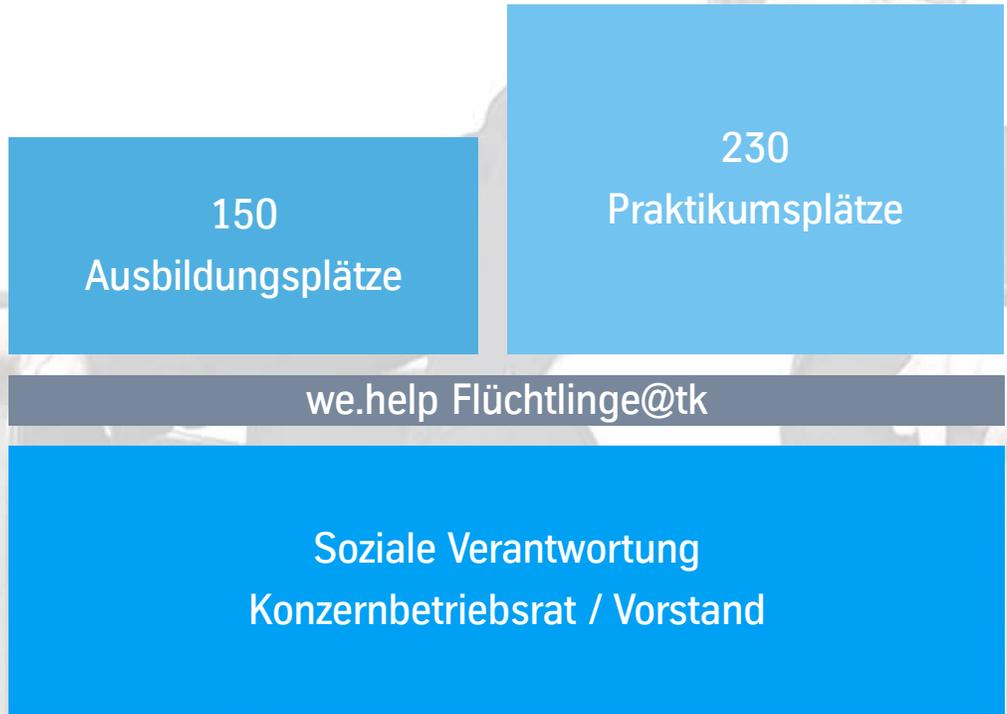 150
Ausbildungsplätze
230
Praktikumsplätze
we.help Flüchtlinge@tk
Soziale Verantwortung
Konzernbetriebsrat / Vorstand